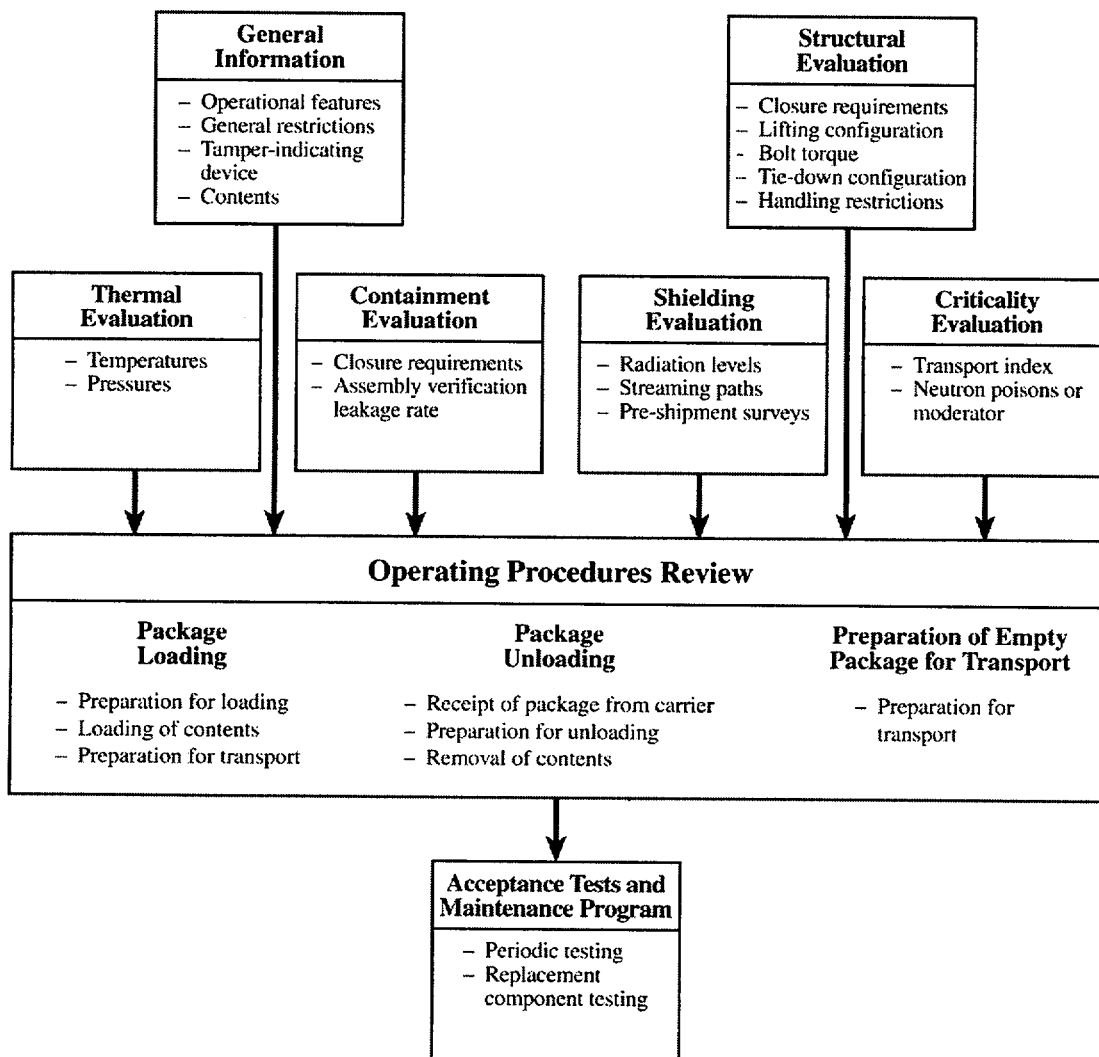 General
Information
– Operational features
– General restrictions
– Tamper-indicating
device
– Contents
Structural
Evaluation
– Closure requirements
– Lifting configuration
- Bolt torque
– Tie-down configuration
– Handling restrictions
Thermal
Evaluation
– Temperatures
– Pressures
Containment
Evaluation
– Closure requirements
– Assembly verification
leakage rate
Shielding
Evaluation
– Radiation levels
– Streaming paths
– Pre-shipment surveys
Criticality
Evaluation
– Transport index
– Neutron poisons or
moderator
Operating Procedures Review
Package
Loading
– Preparation for loading
– Loading of contents
– Preparation for transport
Package
Unloading
– Receipt of package from carrier
– Preparation for unloading
– Removal of contents
Preparation of Empty
Package for Transport
– Preparation for
transport
Acceptance Tests and
Maintenance Program
– Periodic testing
– Replacement
component testing